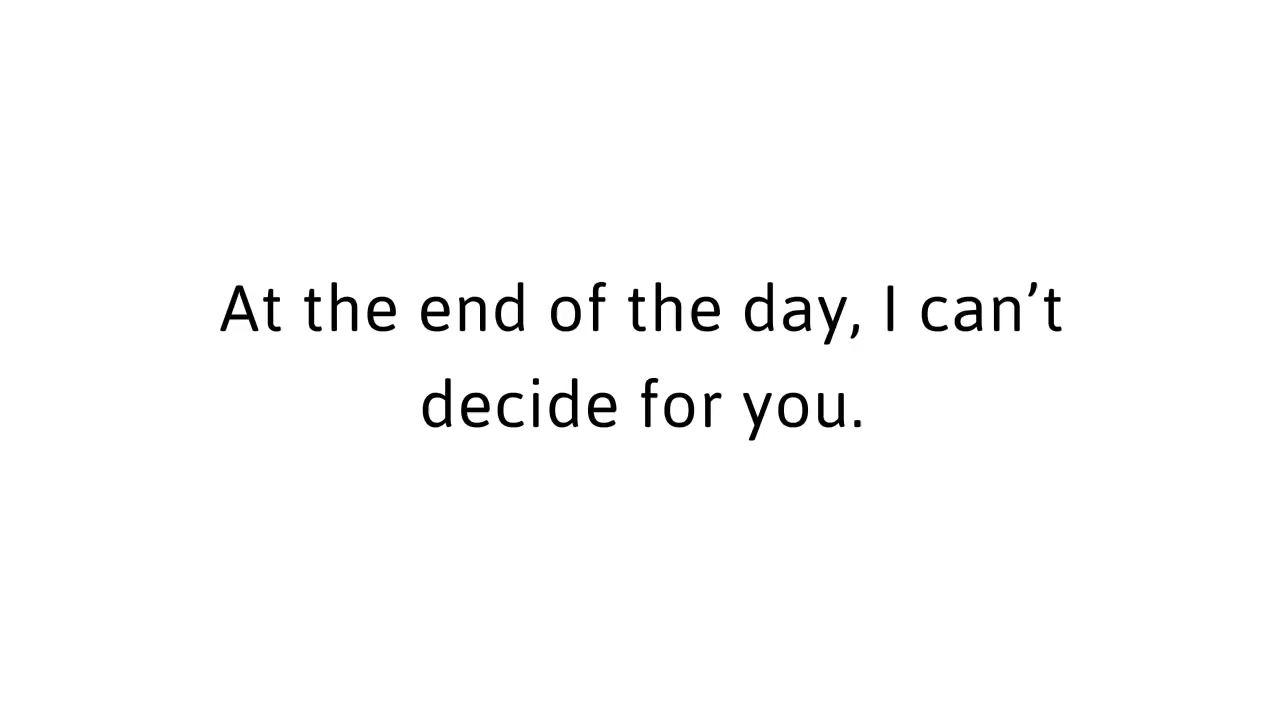 At the end of the day, I can’t
decide for you.